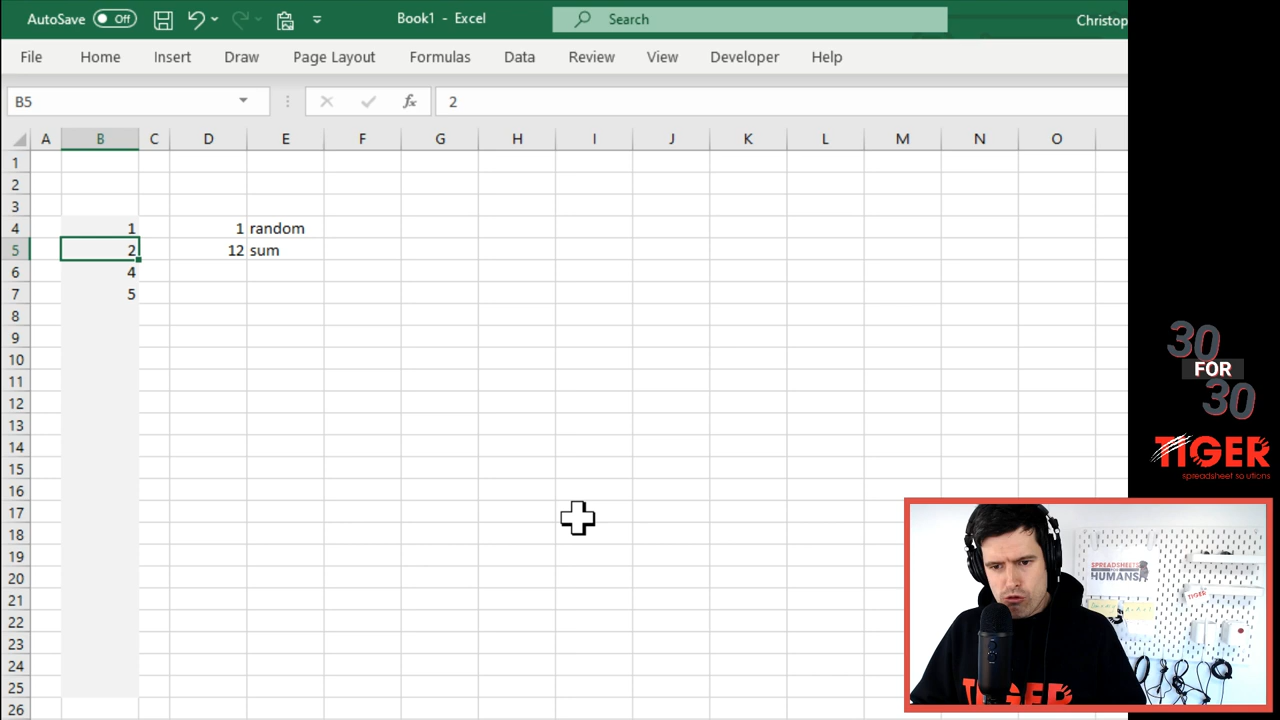 AutoSave Off Book1 - Excel Search Christop
File Home Insert Draw Page Layout Formulas Data Review View Developer Help
B5 fx 2
A B C D E F G H I J K L M N O
1
2
3
4 1 1 random
5 2 12 sum
6 4
7 5
8
9
10
11
12
13
14
15
16
17
18
19
20
21
22
23
24
25
26
30
FOR
30
TIGER
spreadsheet solutions
SPREADSHEETS
HUMANS
TIGER
TIGER